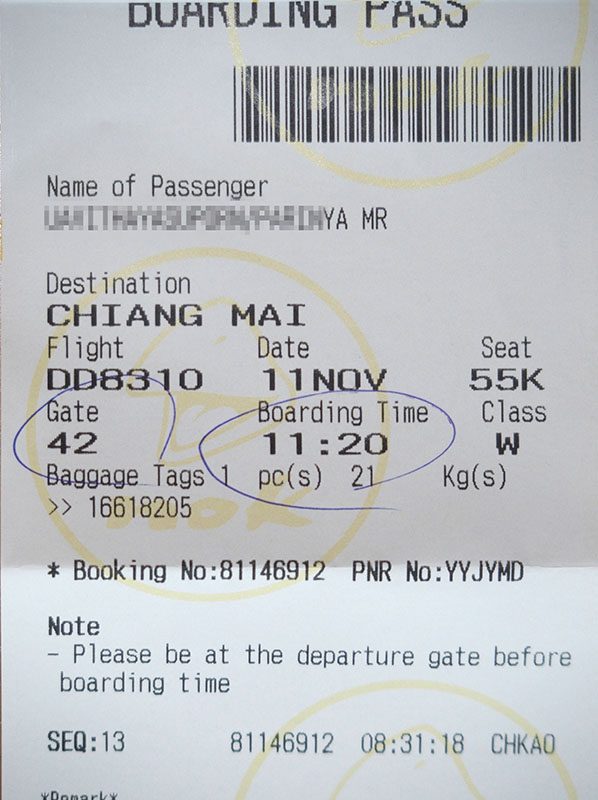 BOARDING PASS
Name of Passenger
YA MR
Destination
CHIANG MAI
Flight Date Seat
DD8310 11NOV 55K
Gate Boarding Time Class
42 11:20 W
Baggage Tags 1 pc(s) 21 Kg(s)
>> 16618205
* Booking No:81146912 PNR No:YYJYMD
Note
- Please be at the departure gate before
boarding time
SEQ:13 81146912 08:31:18 CHKAO
*Remark*
nok